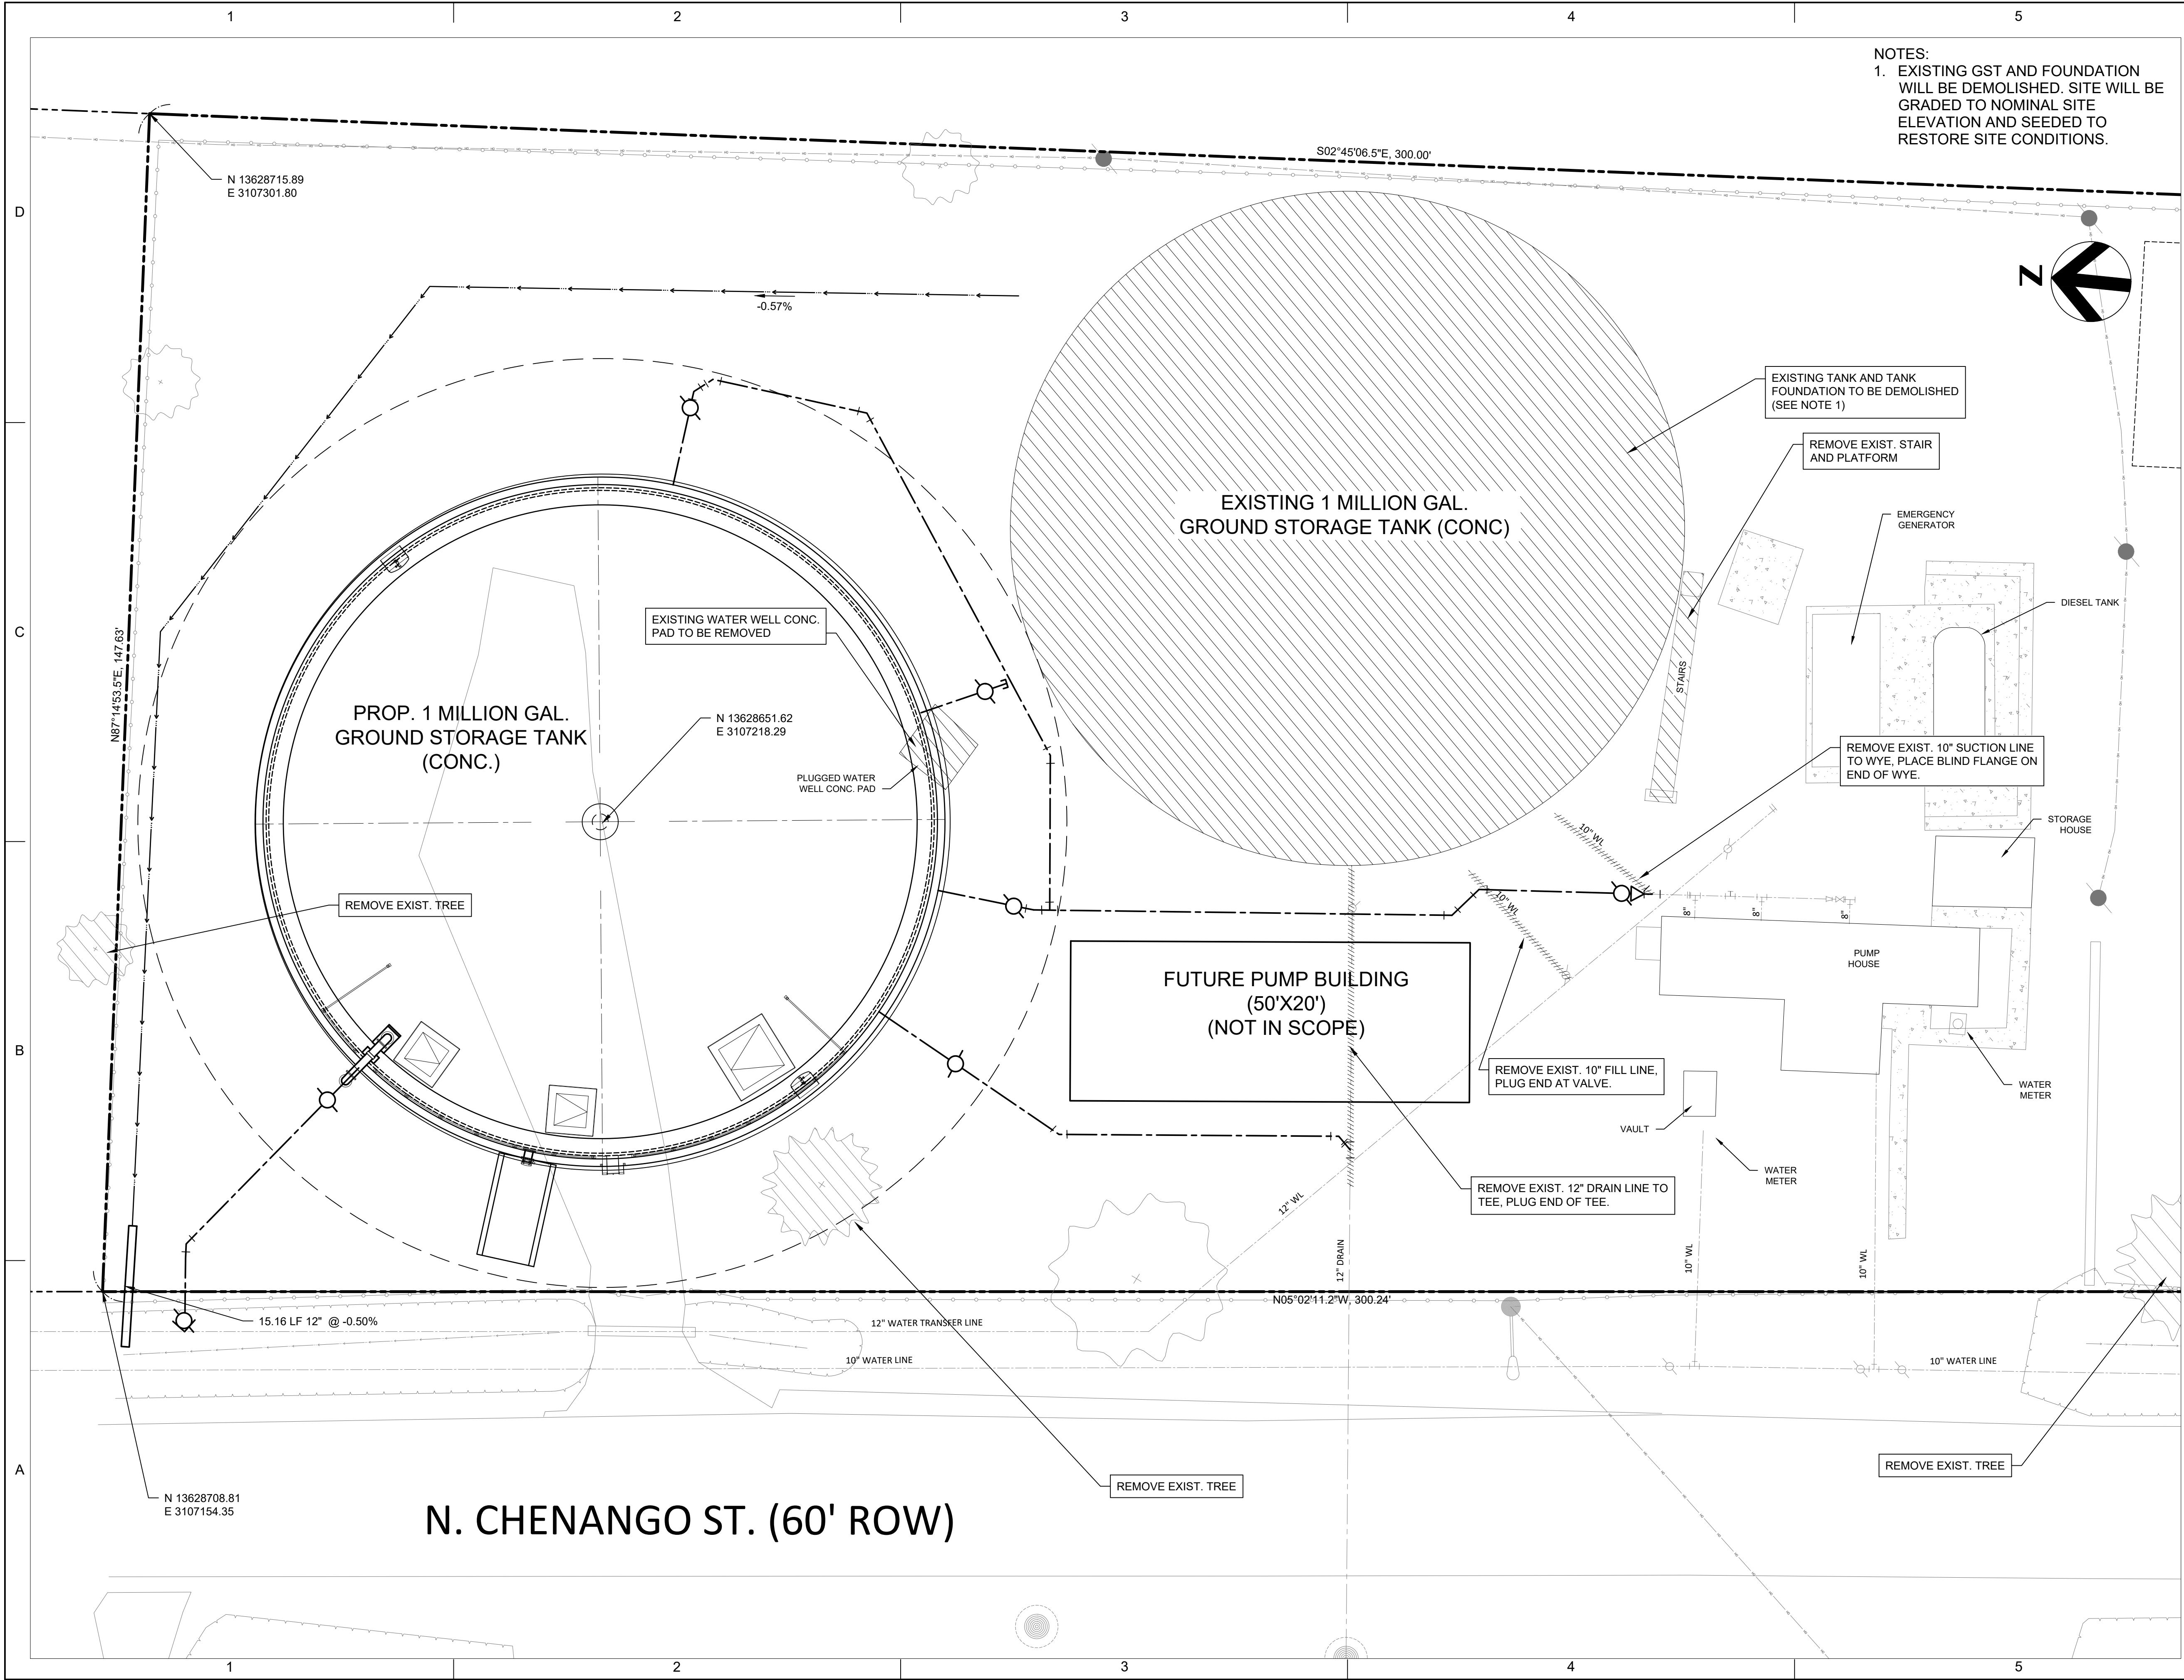 1
2
3
4
5
NOTES:
1. EXISTING GST AND FOUNDATION
WILL BE DEMOLISHED. SITE WILL BE
GRADED TO NOMINAL SITE
ELEVATION AND SEEDED TO
RESTORE SITE CONDITIONS.
S02°45'06.5"E, 300.00'
N 13628715.89
E 3107301.80
D
N
-0.57%
EXISTING TANK AND TANK
FOUNDATION TO BE DEMOLISHED
(SEE NOTE 1)
REMOVE EXIST. STAIR
AND PLATFORM
EXISTING 1 MILLION GAL.
GROUND STORAGE TANK (CONC)
EMERGENCY
GENERATOR
DIESEL TANK
EXISTING WATER WELL CONC.
PAD TO BE REMOVED
C
N87°14'53.5"E, 147.63'
STAIRS
PROP. 1 MILLION GAL.
GROUND STORAGE TANK
(CONC.)
N 13628651.62
E 3107218.29
PLUGGED WATER
WELL CONC. PAD
REMOVE EXIST. 10" SUCTION LINE
TO WYE, PLACE BLIND FLANGE ON
END OF WYE.
STORAGE
HOUSE
10" WL
10" WL
8"
8"
8"
REMOVE EXIST. TREE
PUMP
HOUSE
FUTURE PUMP BUILDING
(50'X20')
(NOT IN SCOPE)
B
REMOVE EXIST. 10" FILL LINE,
PLUG END AT VALVE.
WATER
METER
VAULT
WATER
METER
REMOVE EXIST. 12" DRAIN LINE TO
TEE, PLUG END OF TEE.
12" WL
12" DRAIN
10" WL
10" WL
N05°02'11.2"W, 300.24'
15.16 LF 12" @ -0.50%
12" WATER TRANSFER LINE
10" WATER LINE
10" WATER LINE
A
REMOVE EXIST. TREE
REMOVE EXIST. TREE
N 13628708.81
E 3107154.35
N. CHENANGO ST. (60' ROW)
1
2
3
4
5